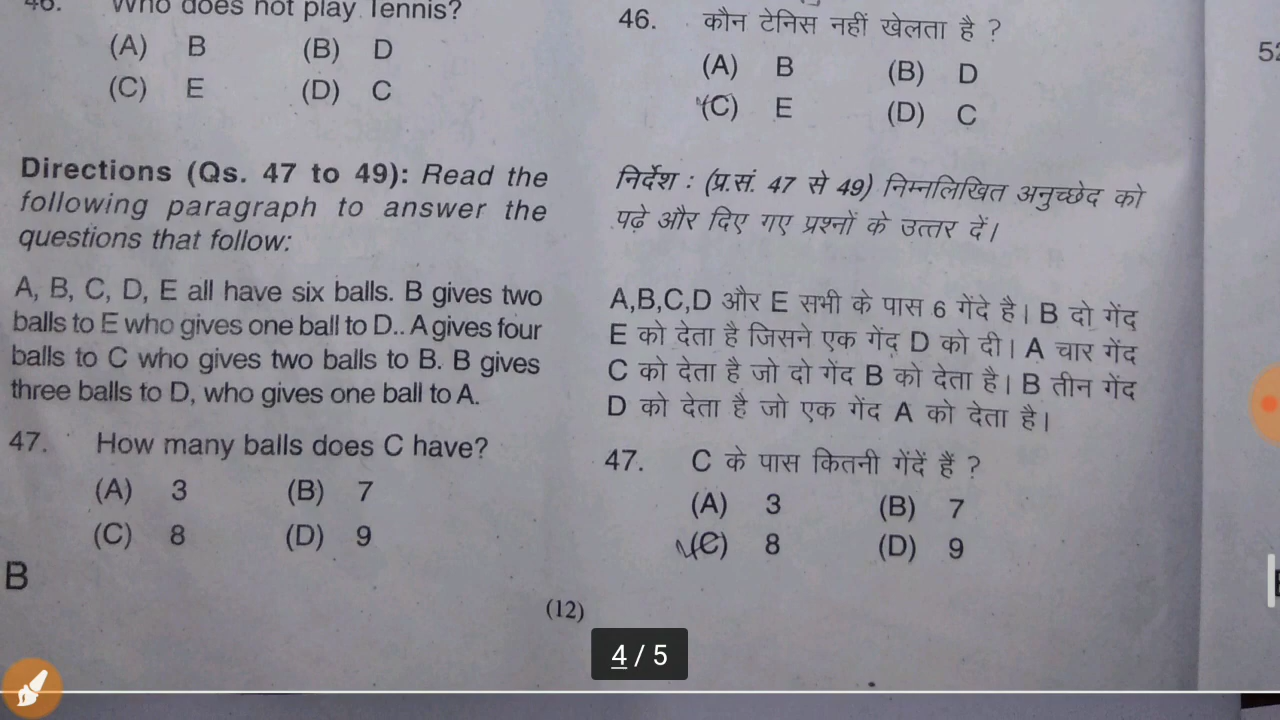 46. Who does not play Tennis?
(A) B (B) D
(C) E (D) C
Directions (Qs. 47 to 49): Read the
following paragraph to answer the
questions that follow:
A, B, C, D, E all have six balls. B gives two
balls to E who gives one ball to D.. A gives four
balls to C who gives two balls to B. B gives
three balls to D, who gives one ball to A.
47. How many balls does C have?
(A) 3 (B) 7
(C) 8 (D) 9
B
(12)
46. कौन टेनिस नहीं खेलता है ?
(A) B (B) D
(C) E (D) C
निर्देश : (प्र.सं. 47 से 49) निम्नलिखित अनुच्छेद को
पढ़े और दिए गए प्रश्नों के उत्तर दें।
A,B,C,D और E सभी के पास 6 गेंदे है। B दो गेंद
E को देता है जिसने एक गेंद D को दी। A चार गेंद
C को देता है जो दो गेंद B को देता है। B तीन गेंद
D को देता है जो एक गेंद A को देता है।
47. C के पास कितनी गेंदें हैं ?
(A) 3 (B) 7
(C) 8 (D) 9
4 / 5